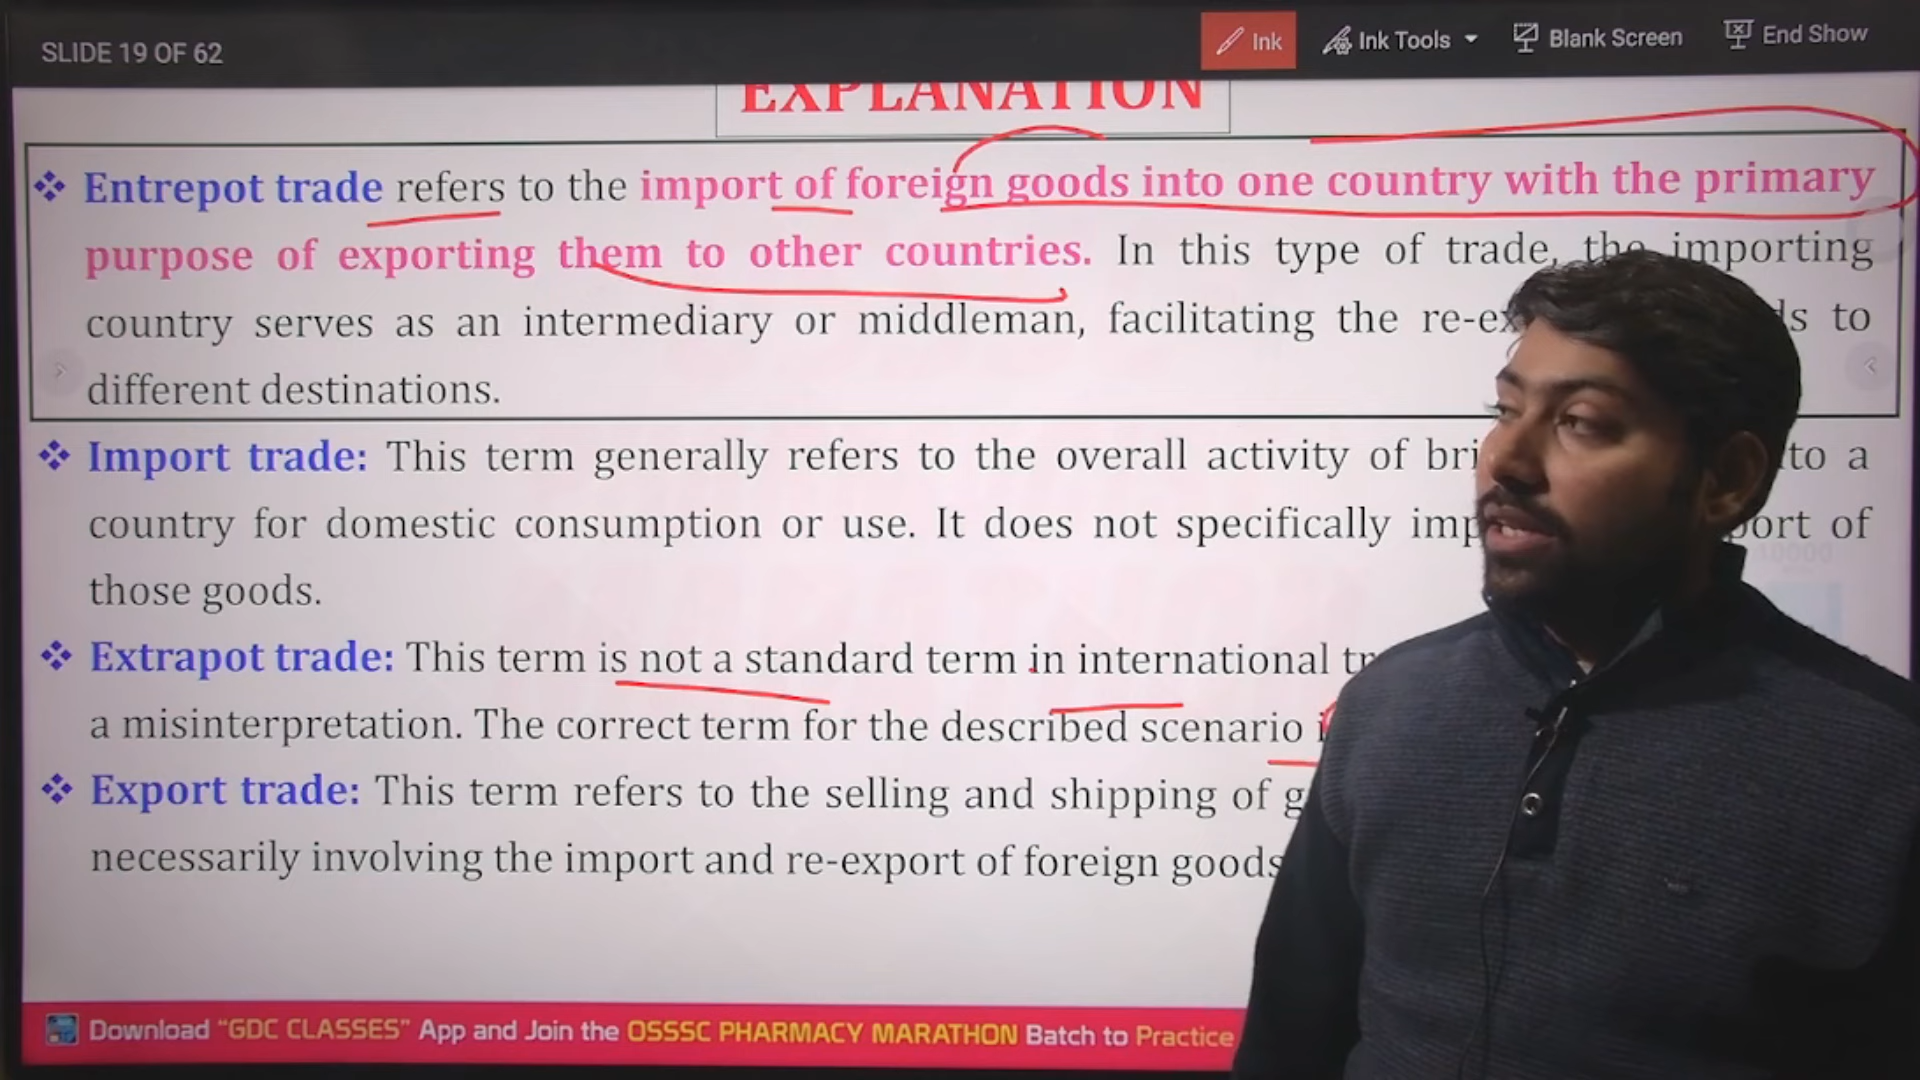 SLIDE 19 OF 62
Ink
Ink Tools
Blank Screen
End Show
EXPLANATION
❖ Entrepot trade refers to the import of foreign goods into one country with the primary
purpose of exporting them to other countries. In this type of trade, the importing
country serves as an intermediary or middleman, facilitating the to
different destinations.
❖ Import trade: This term generally refers to the overall activity of to a
country for domestic consumption or use. It does not specifically of
those goods.
❖ Extrapot trade: This term is not a standard term in international
a misinterpretation. The correct term for the described scenario
❖ Export trade: This term refers to the selling and shipping of
necessarily involving the import and re-export of foreign goods
Download "GDC CLASSES" App and Join the OSSSC PHARMACY MARATHON Batch to Practice